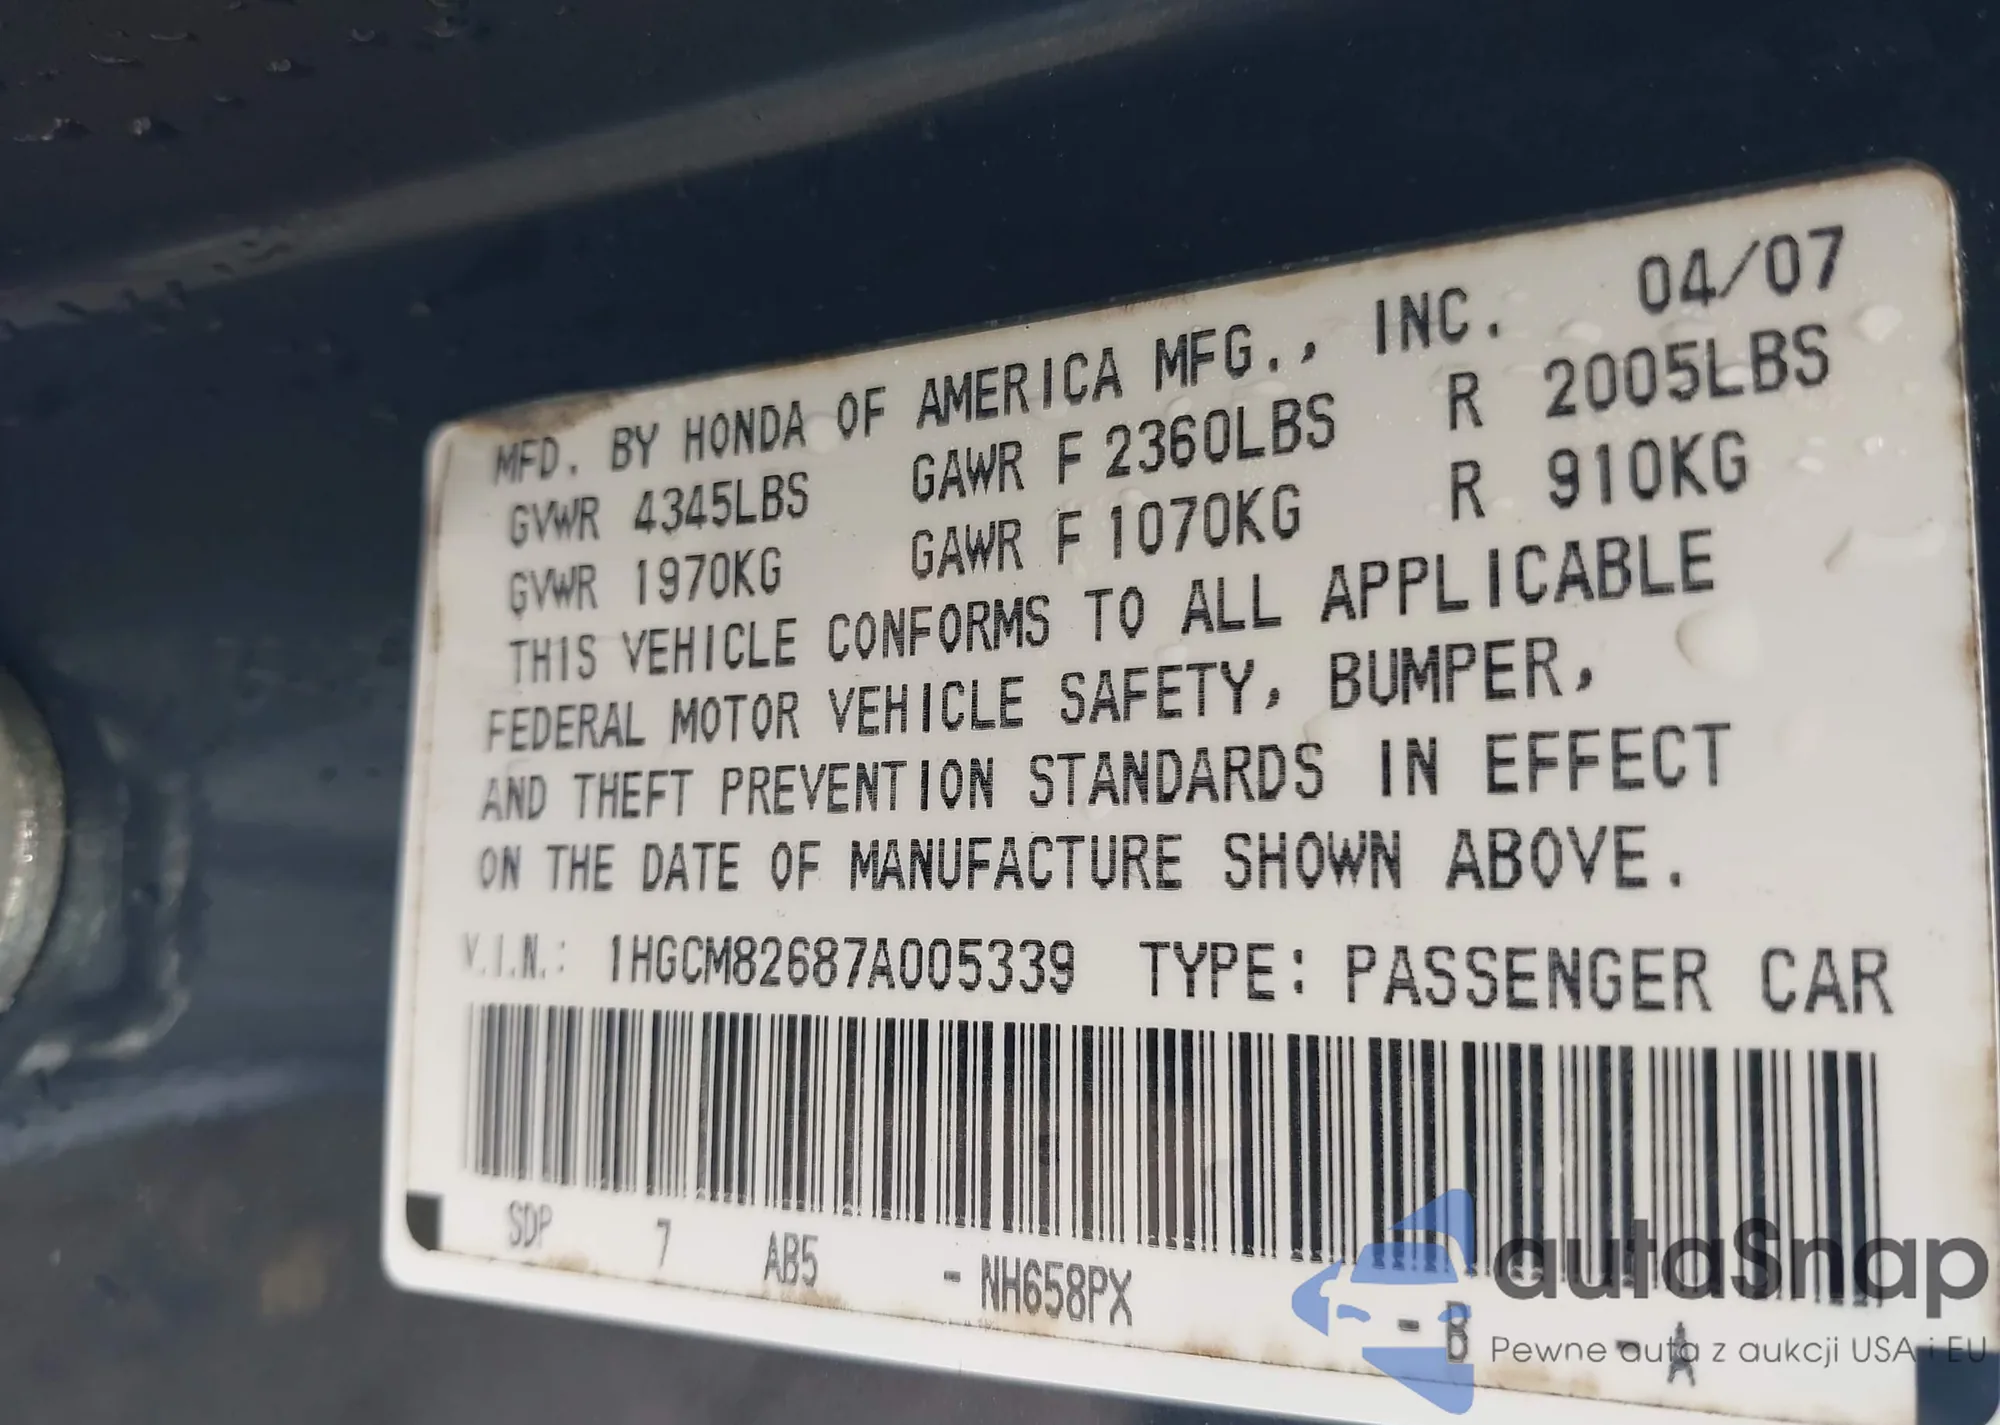 MFD. BY HONDA OF AMERICA MFG., INC. 04/07
GVWR 4345LBS GAWR F 2360LBS R 2005LBS
GVWR 1970KG GAWR F 1070KG R 910KG
THIS VEHICLE CONFORMS TO ALL APPLICABLE
FEDERAL MOTOR VEHICLE SAFETY, BUMPER,
AND THEFT PREVENTION STANDARDS IN EFFECT
ON THE DATE OF MANUFACTURE SHOWN ABOVE.
V.I.N.: 1HGCM82687A005339 TYPE: PASSENGER CAR
SDP 7 AB5 - NH658PX - B - A
autaSnap
Pewne auta z aukcji USA i EU